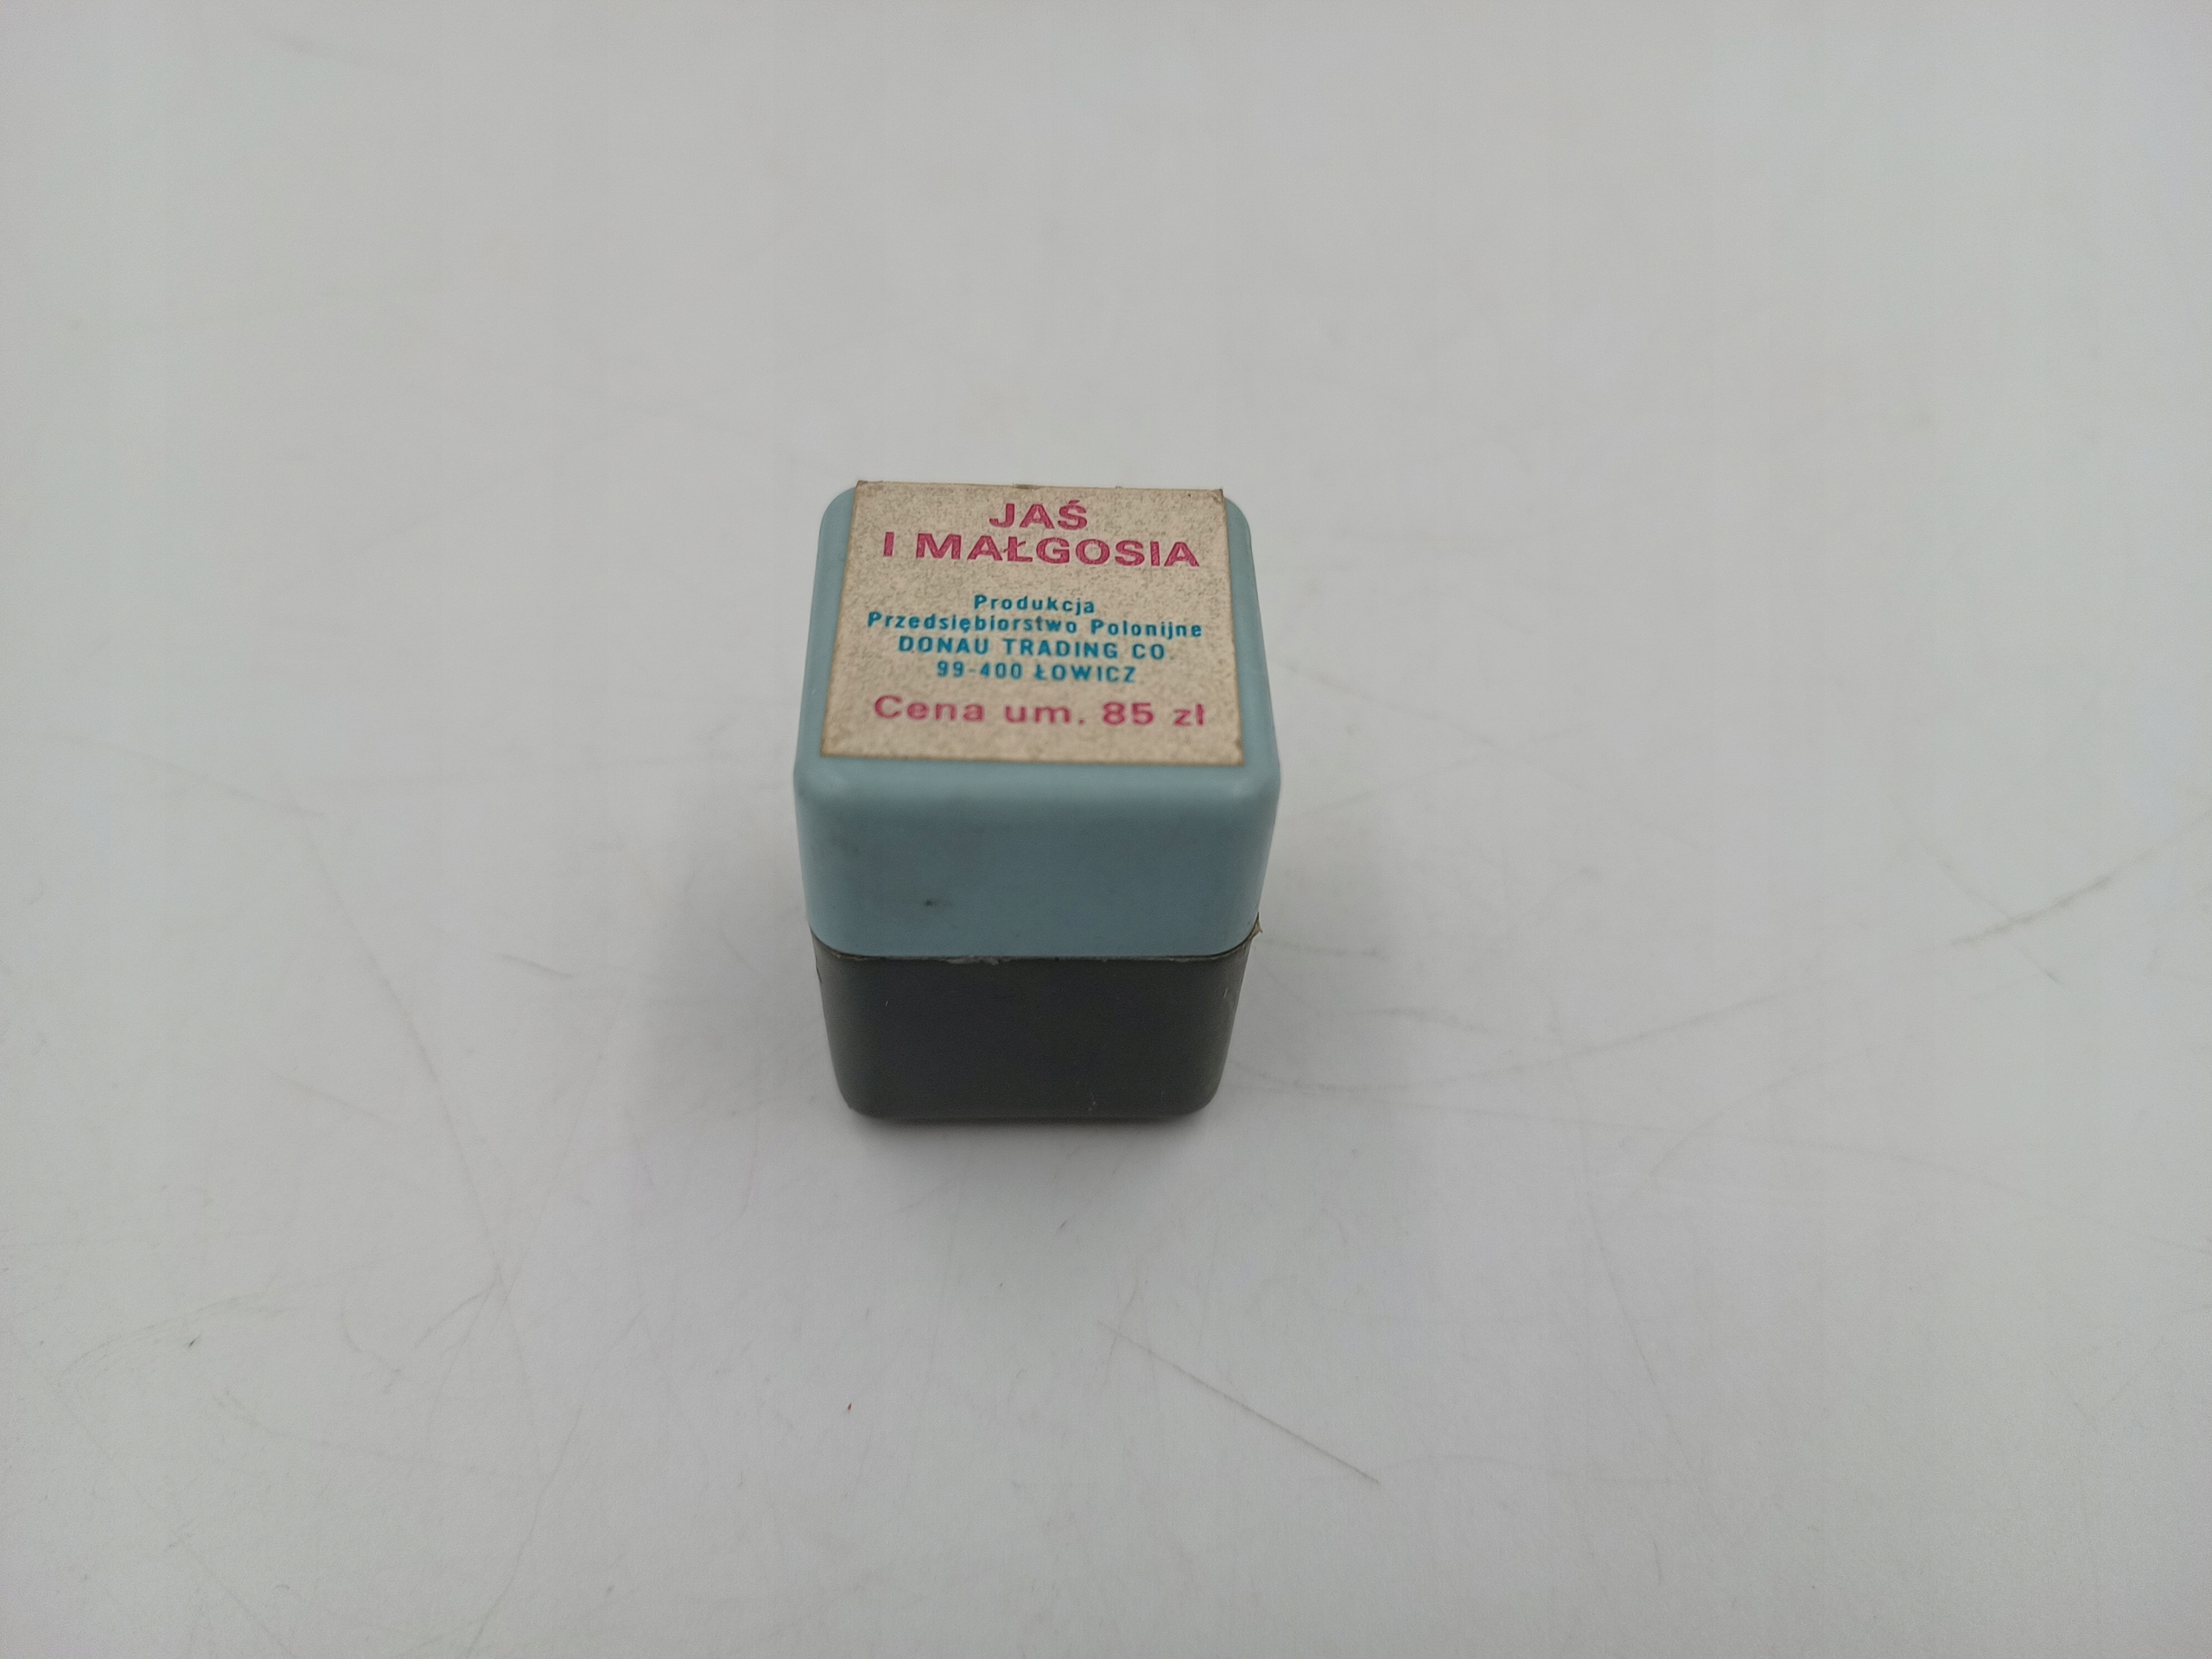 JAŚ
I MAŁGOSIA
Produkcja
Przedsiębiorstwo Polonijne
DONAU TRADING CO.
99-400 ŁOWICZ
Cena um. 85 zł